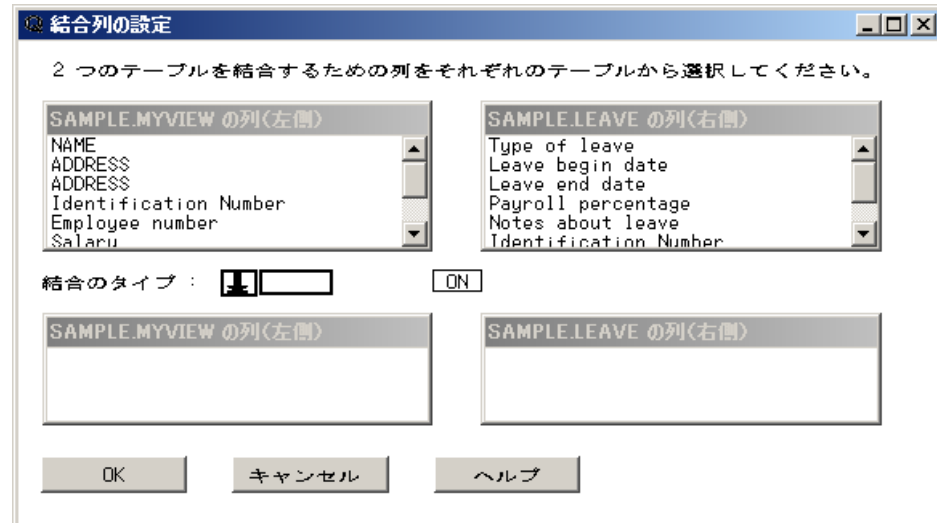 結合列の設定
2 つのテーブルを結合するための列をそれぞれのテーブルから選択してください。
SAMPLE.MYVIEW の列(左側)
NAME
ADDRESS
ADDRESS
Identification Number
Employee number
Salary
SAMPLE.LEAVE の列(右側)
Type of leave
Leave begin date
Leave end date
Payroll percentage
Notes about leave
Identification Number
結合のタイプ : ON
SAMPLE.MYVIEW の列(左側)
SAMPLE.LEAVE の列(右側)
OK キャンセル ヘルプ